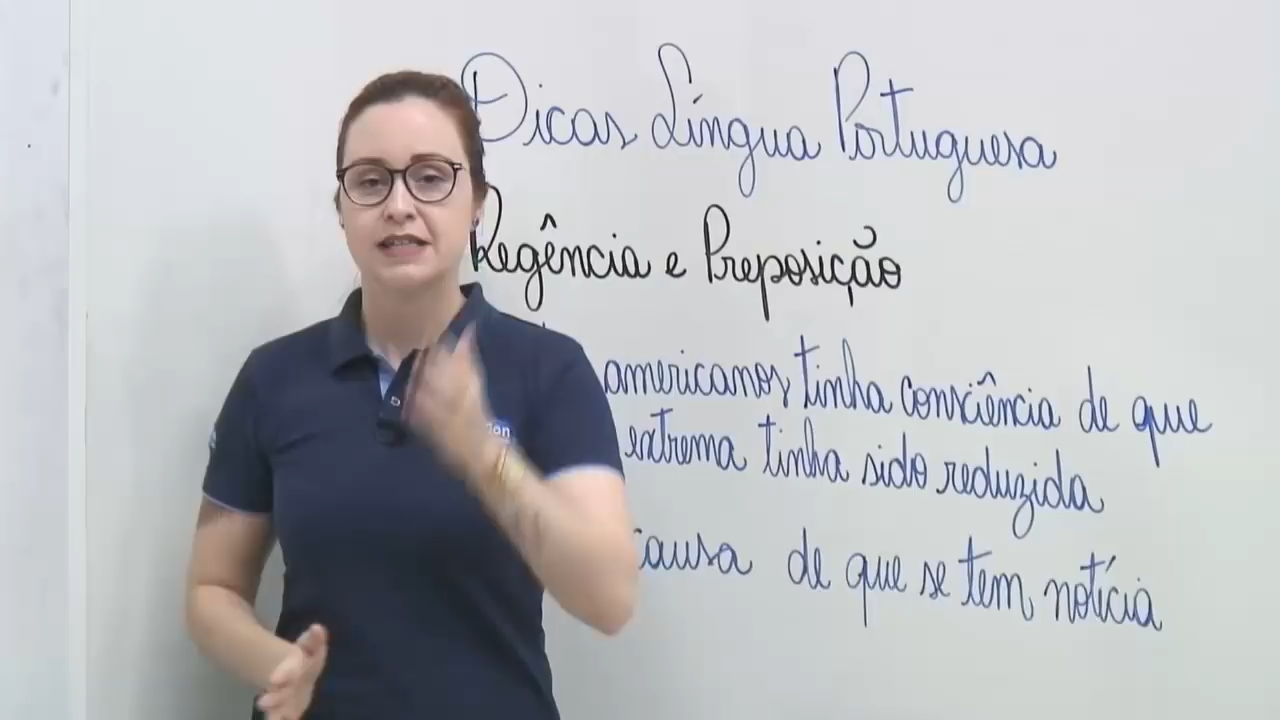 Dicas Língua Portuguesa
Regência e Preposição
americanos tinha consciência de que
extrema tinha sido reduzida
causa de que se tem notícia